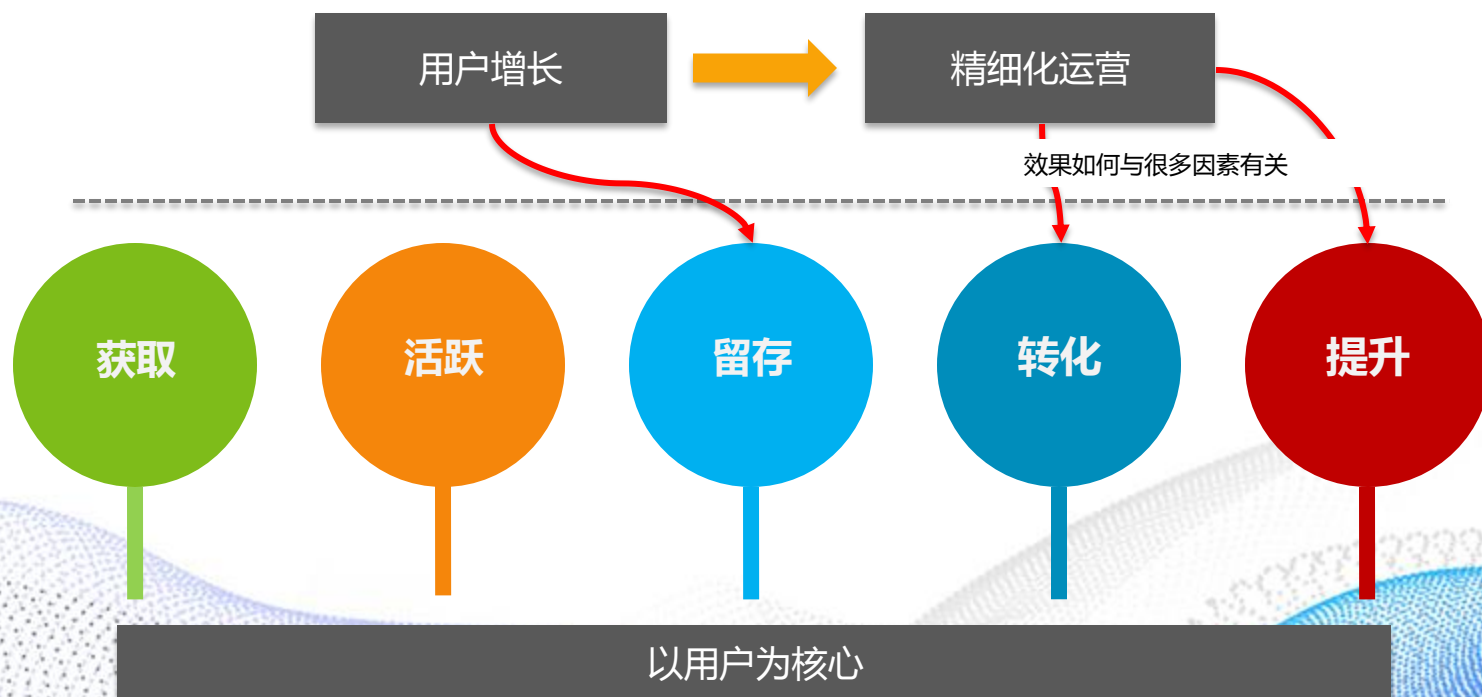 用户增长
精细化运营
效果如何与很多因素有关
获取
活跃
留存
转化
提升
以用户为核心